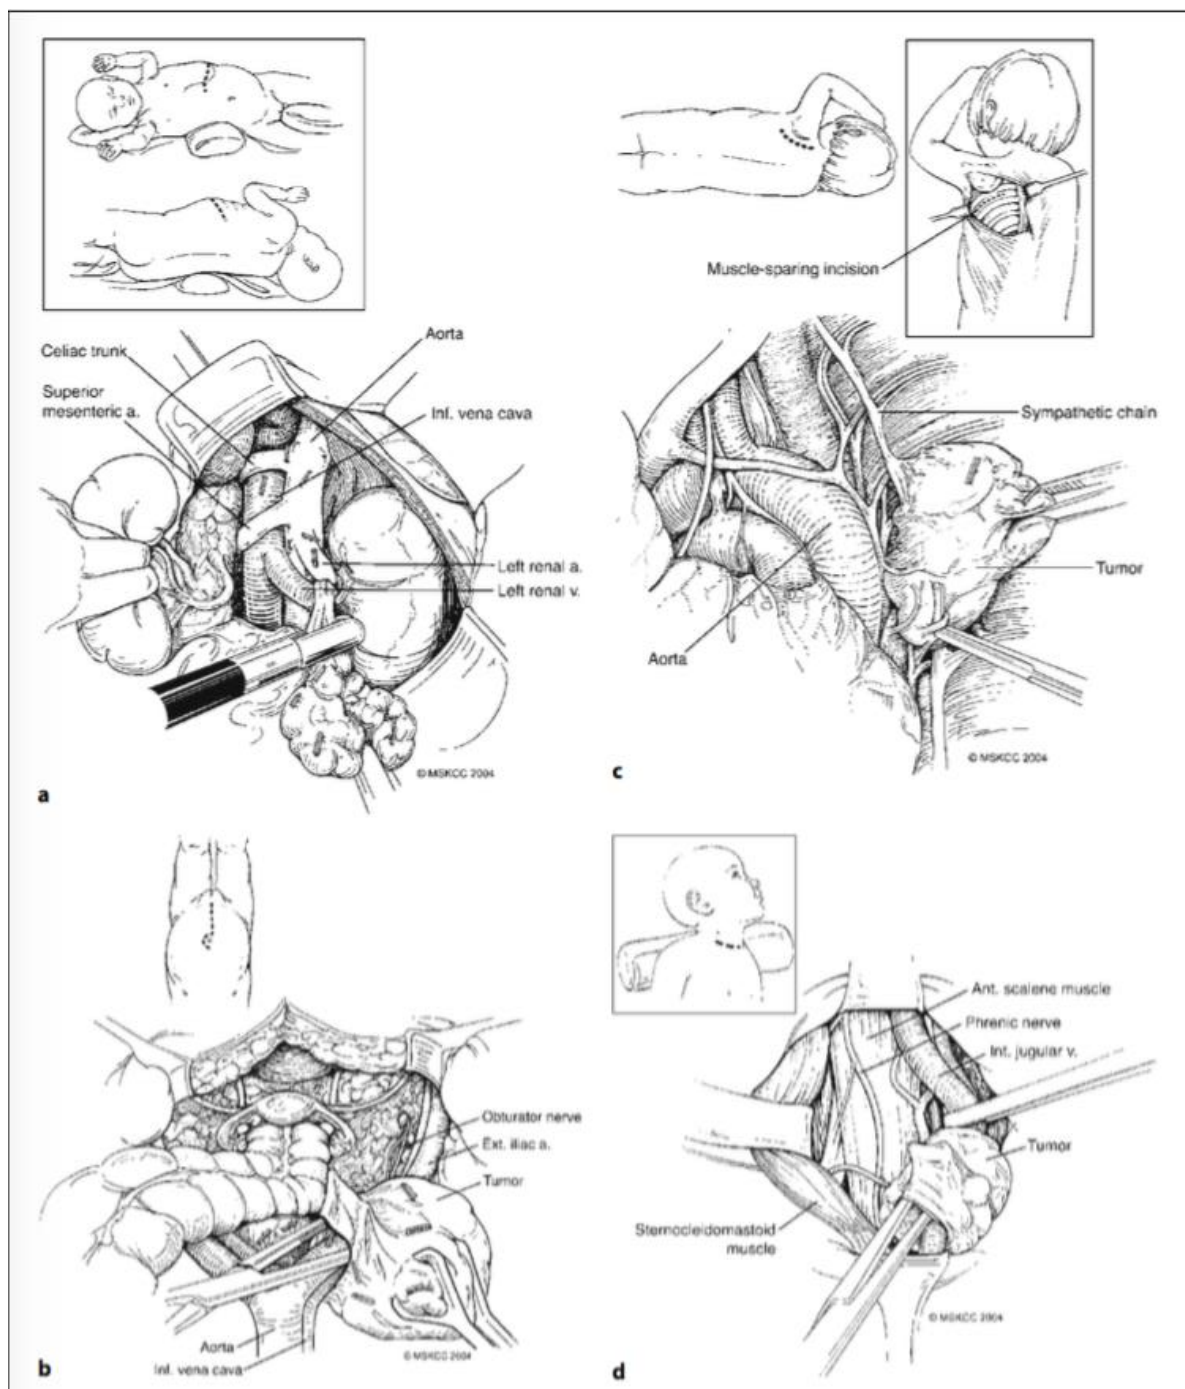 Celiac trunk
Superior
mesenteric a.
Aorta
Inf. vena cava
Left renal a.
Left renal v.
© MSKCC 2004
a
Muscle-sparing incision
Sympathetic chain
Tumor
Aorta
© MSKCC 2004
c
Obturator nerve
Ext. iliac a.
Tumor
Aorta
Inf. vena cava
© MSKCC 2004
b
Ant. scalene muscle
Phrenic nerve
Int. jugular v.
Tumor
Sternocleidomastoid
muscle
© MSKCC 2004
d